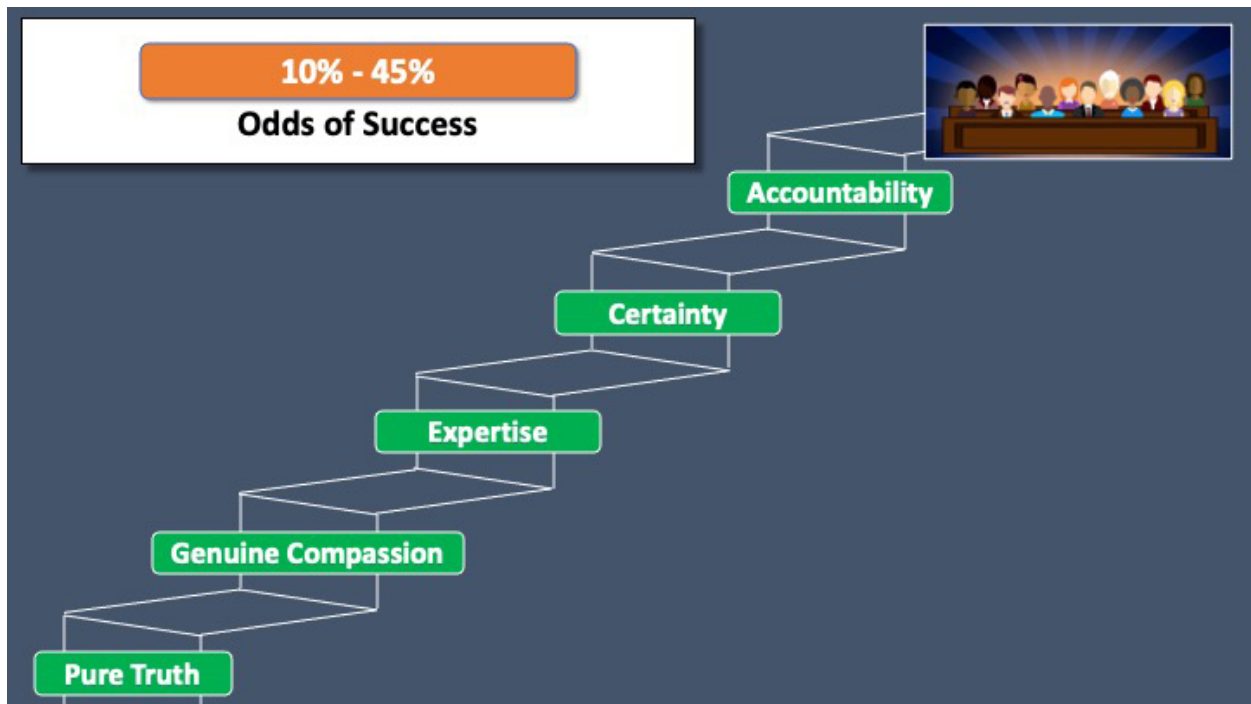 10% - 45%
Odds of Success
Accountability
Certainty
Expertise
Genuine Compassion
Pure Truth